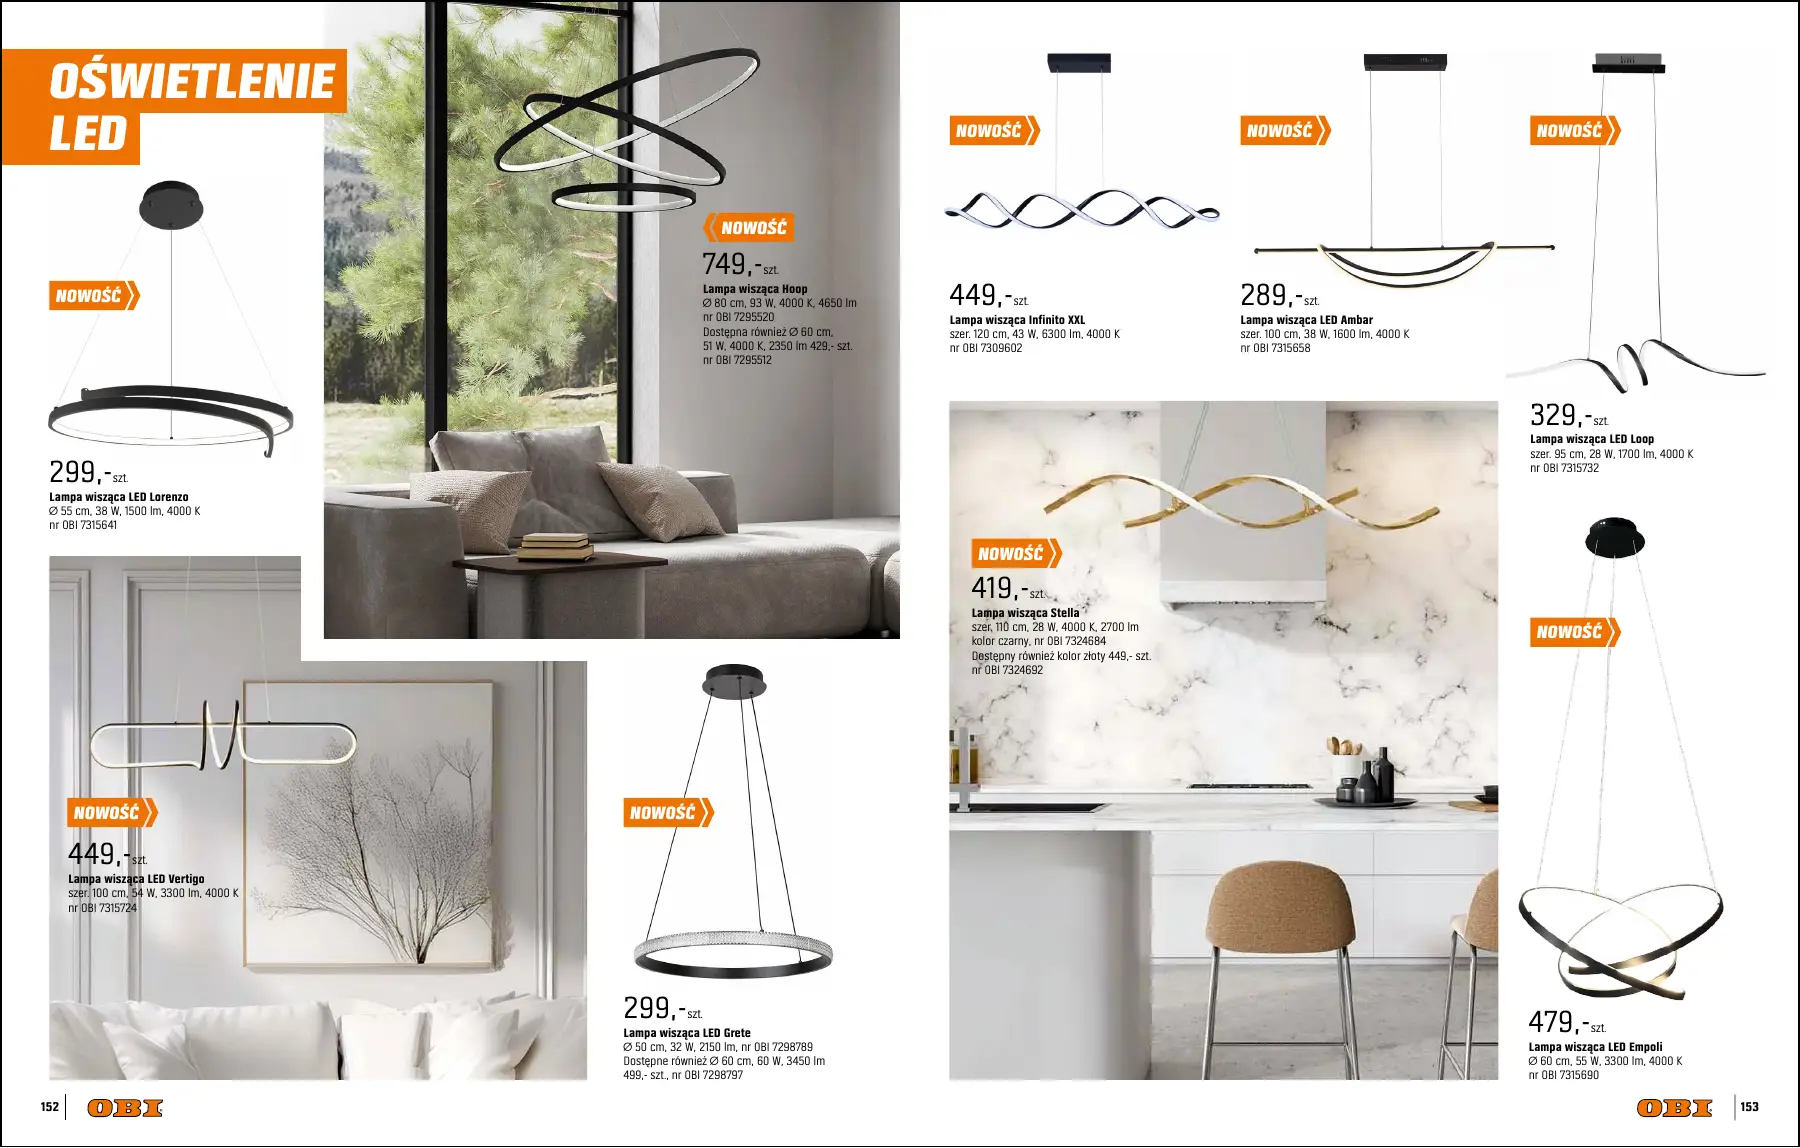 OŚWIETLENIE
LED
NOWOŚĆ
299,-szt.
Lampa wisząca LED Lorenzo
Ø 55 cm, 38 W, 1500 lm, 4000 K
nr OBI 7315641
NOWOŚĆ
749,-szt.
Lampa wisząca Hoop
Ø 80 cm, 93 W, 4000 K, 4650 lm
nr OBI 7295520
Dostępna również Ø 60 cm,
51 W, 4000 K, 2350 lm 429,- szt.
nr OBI 7295512
NOWOŚĆ
449,-szt.
Lampa wisząca LED Vertigo
szer. 100 cm, 54 W, 3300 lm, 4000 K
nr OBI 7315724
NOWOŚĆ
299,-szt.
Lampa wisząca LED Grete
Ø 50 cm, 32 W, 2150 lm, nr OBI 7298789
Dostępne również Ø 60 cm, 60 W, 3450 lm
499,- szt., nr OBI 7298797
152
OBI
NOWOŚĆ
449,-szt.
Lampa wisząca Infinito XXL
szer. 120 cm, 43 W, 6300 lm, 4000 K
nr OBI 7309602
NOWOŚĆ
289,-szt.
Lampa wisząca LED Ambar
szer. 100 cm, 38 W, 1600 lm, 4000 K
nr OBI 7315658
NOWOŚĆ
329,-szt.
Lampa wisząca LED Loop
szer. 95 cm, 28 W, 1700 lm, 4000 K
nr OBI 7315732
NOWOŚĆ
419,-szt.
Lampa wisząca Stella
szer. 110 cm, 28 W, 4000 K, 2700 lm
kolor czarny, nr OBI 7324684
Dostępny również kolor złoty 449,- szt.
nr OBI 7324692
NOWOŚĆ
479,-szt.
Lampa wisząca LED Empoli
Ø 60 cm, 55 W, 3300 lm, 4000 K
nr OBI 7315690
OBI
153